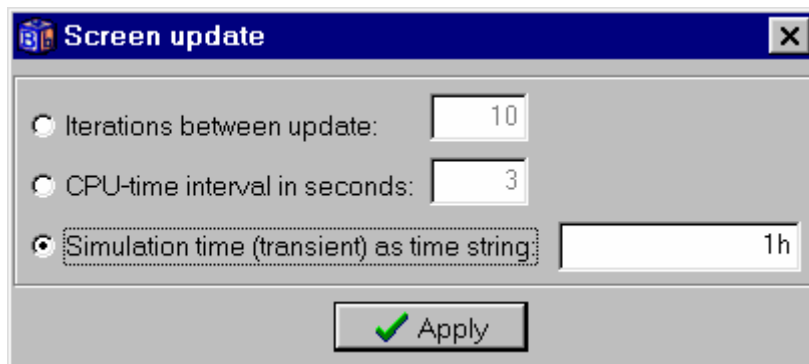 Screen update
Iterations between update: 10
CPU-time interval in seconds: 3
Simulation time (transient) as time string: 1h
Apply